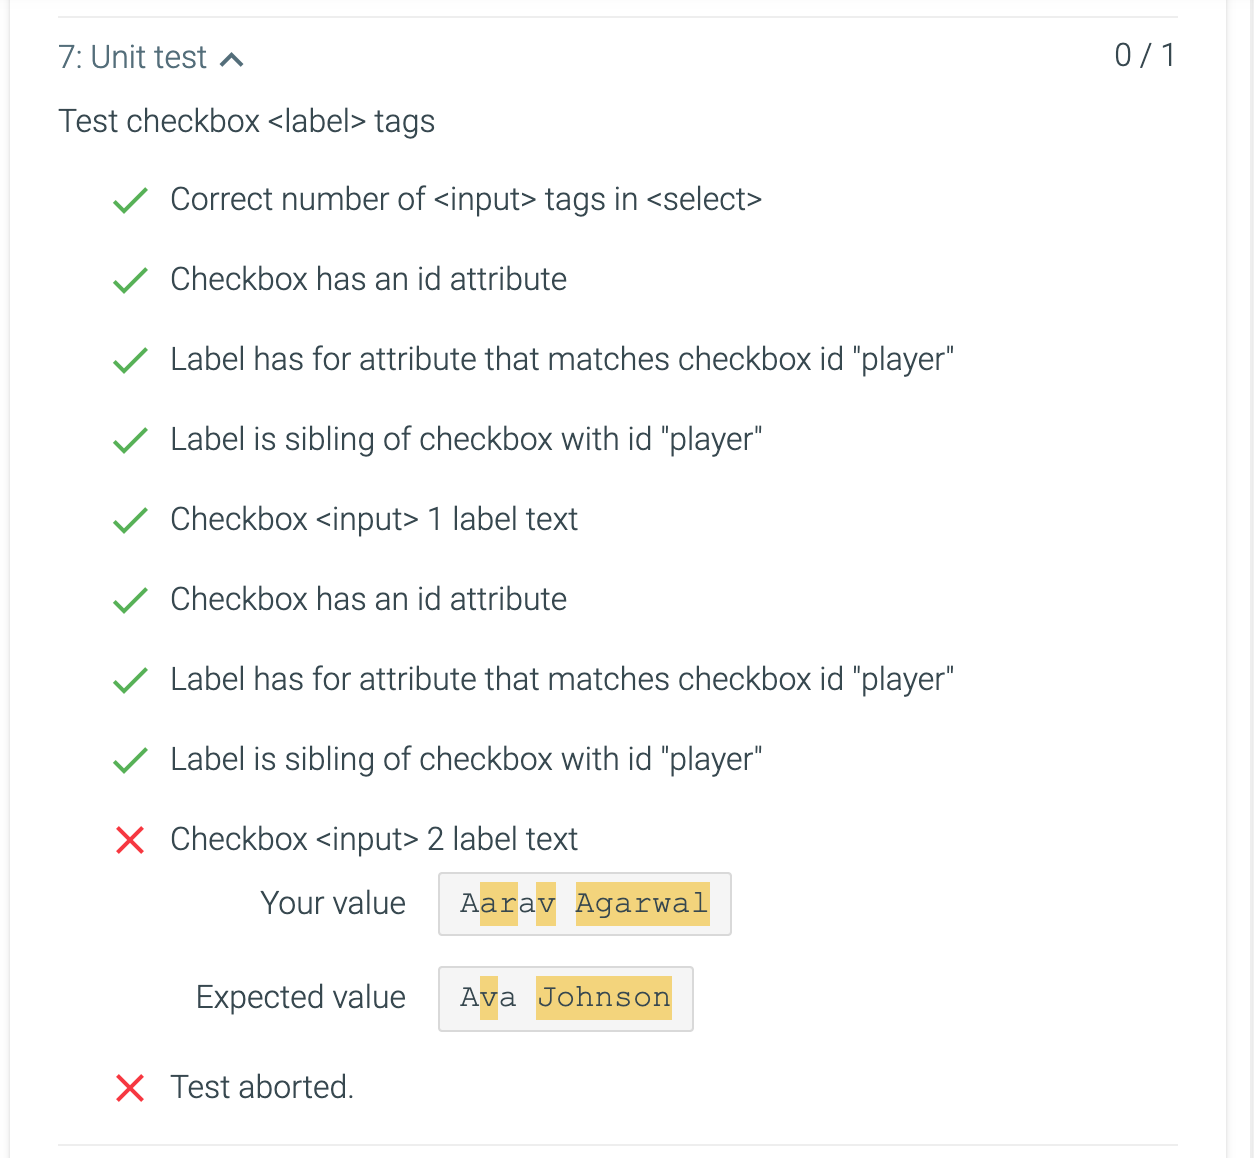 7: Unit test
0 / 1
Test checkbox <label> tags
Correct number of <input> tags in <select>
Checkbox has an id attribute
Label has for attribute that matches checkbox id "player"
Label is sibling of checkbox with id "player"
Checkbox <input> 1 label text
Checkbox has an id attribute
Label has for attribute that matches checkbox id "player"
Label is sibling of checkbox with id "player"
Checkbox <input> 2 label text
Your value Aarav Agarwal
Expected value Ava Johnson
Test aborted.